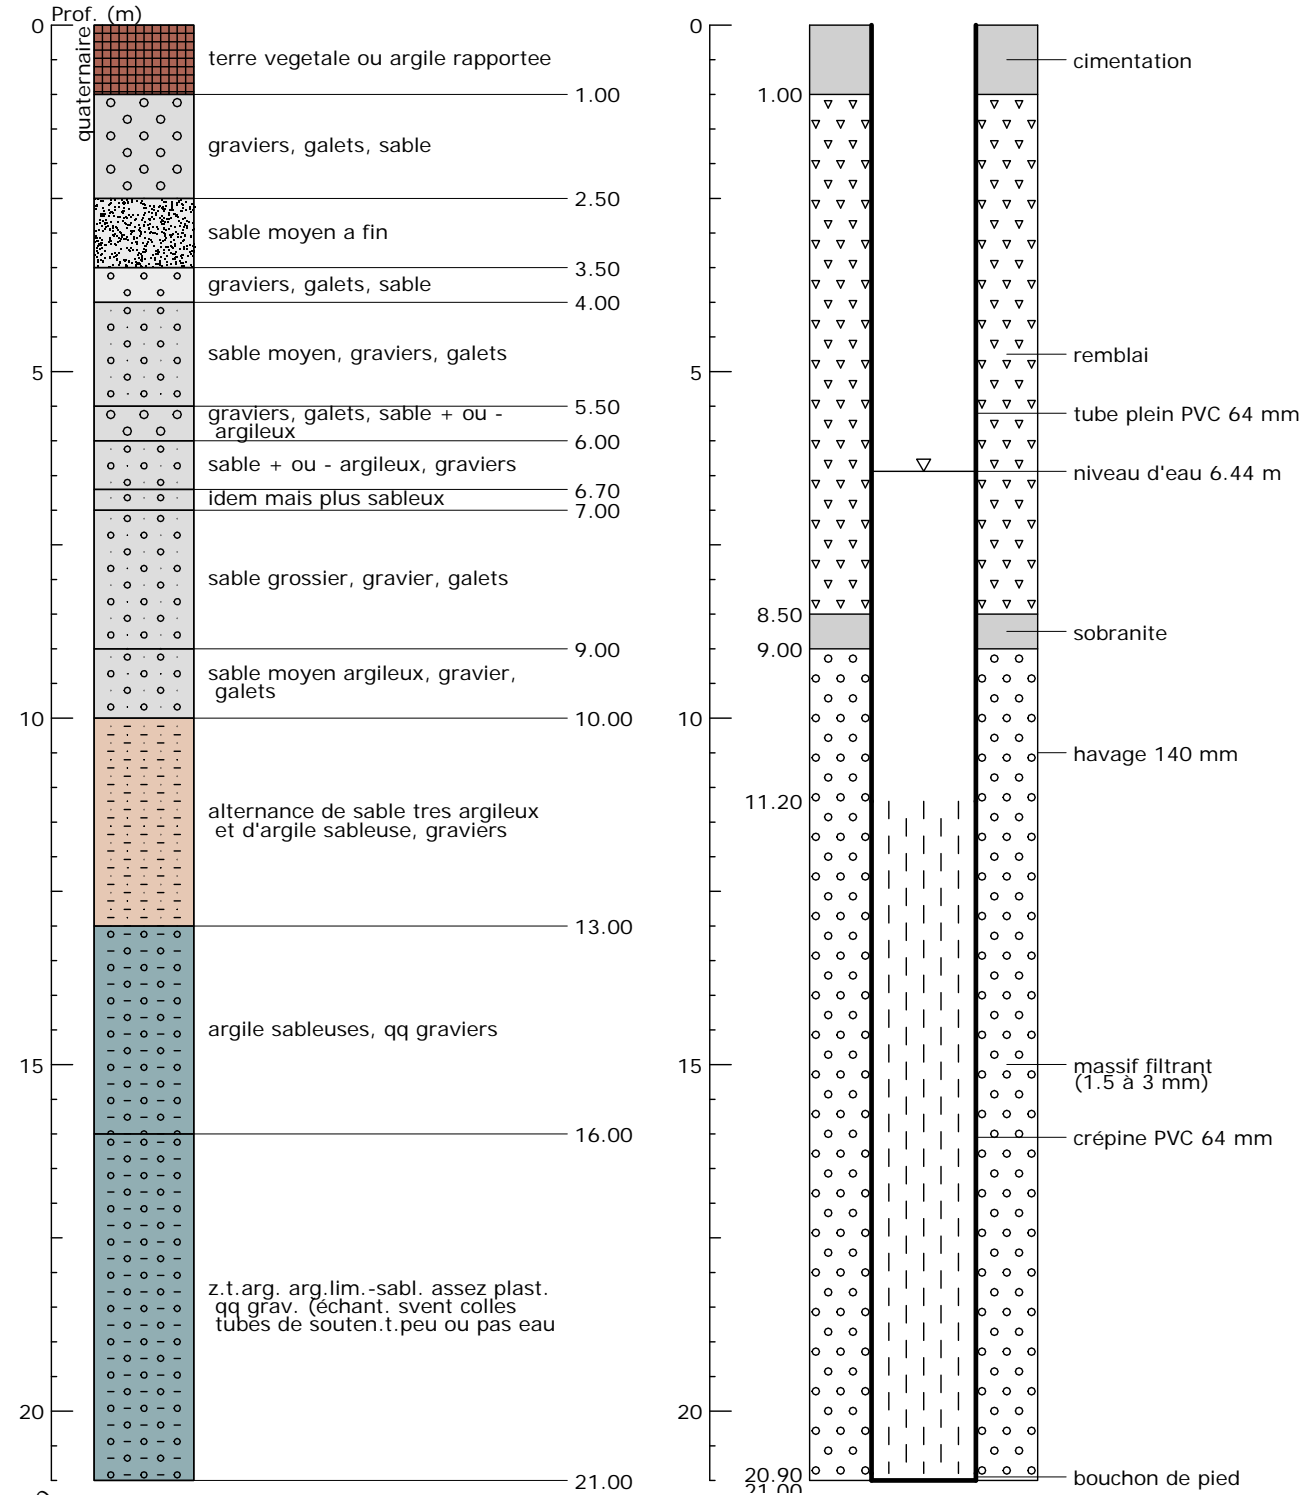 Prof. (m)
0
quaternaire
terre vegetale ou argile rapportee
1.00
graviers, galets, sable
2.50
sable moyen a fin
3.50
graviers, galets, sable
4.00
sable moyen, graviers, galets
5
5.50
graviers, galets, sable + ou -
argileux
6.00
sable + ou - argileux, graviers
6.70
idem mais plus sableux
7.00
sable grossier, gravier, galets
9.00
sable moyen argileux, gravier,
galets
10
10.00
alternance de sable tres argileux
et d'argile sableuse, graviers
13.00
argile sableuses, qq graviers
15
16.00
z.t.arg. arg.lim.-sabl. assez plast.
qq grav. (échant. svent colles
tubes de souten.t.peu ou pas eau
20
21.00
0
cimentation
1.00
remblai
5
tube plein PVC 64 mm
niveau d'eau 6.44 m
8.50
sobranite
9.00
10
havage 140 mm
11.20
15
massif filtrant
(1.5 à 3 mm)
crépine PVC 64 mm
20
20.90
bouchon de pied
21.00